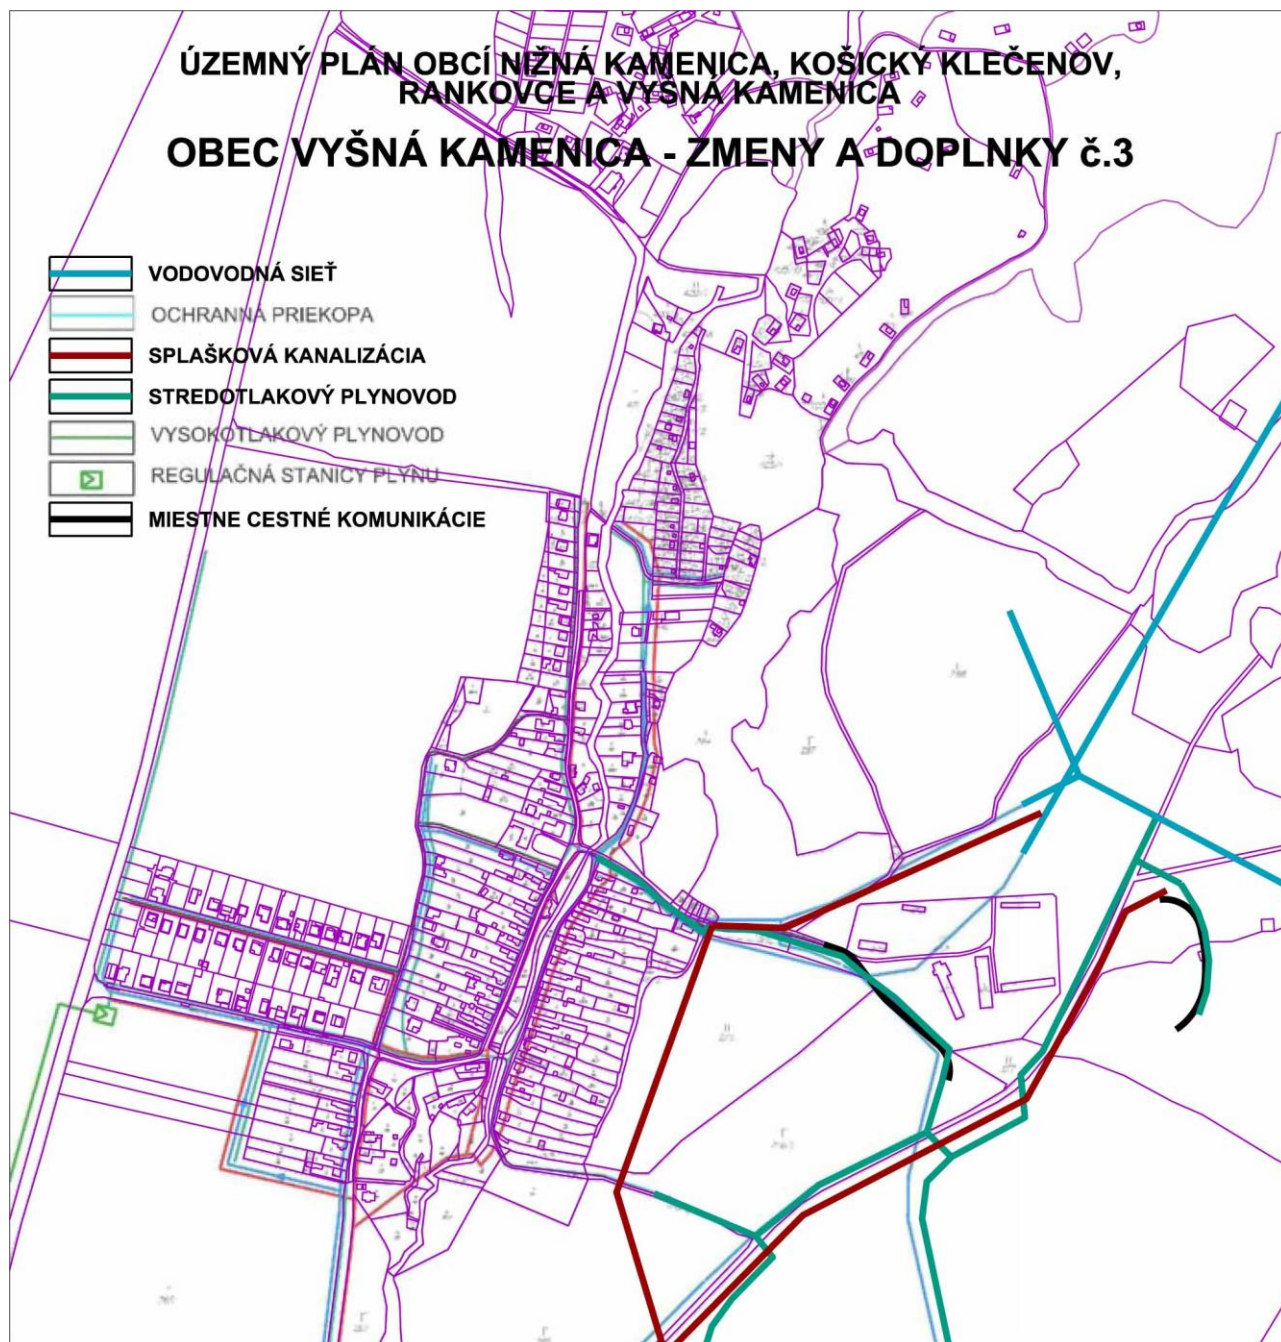 ÚZEMNÝ PLÁN OBCÍ NIŽNÁ KAMENICA, KOŠICKÝ KLEČENOV,
RANKOVCE A VYŠNÁ KAMENICA
OBEC VYŠNÁ KAMENICA - ZMENY A DOPLNKY č.3
VODOVODNÁ SIEŤ
OCHRANNÁ PRIEKOPA
SPLAŠKOVÁ KANALIZÁCIA
STREDOTLAKOVÝ PLYNOVOD
VYSOKOTLAKOVÝ PLYNOVOD
REGULAČNÁ STANICY PLYNU
MIESTNE CESTNÉ KOMUNIKÁCIE